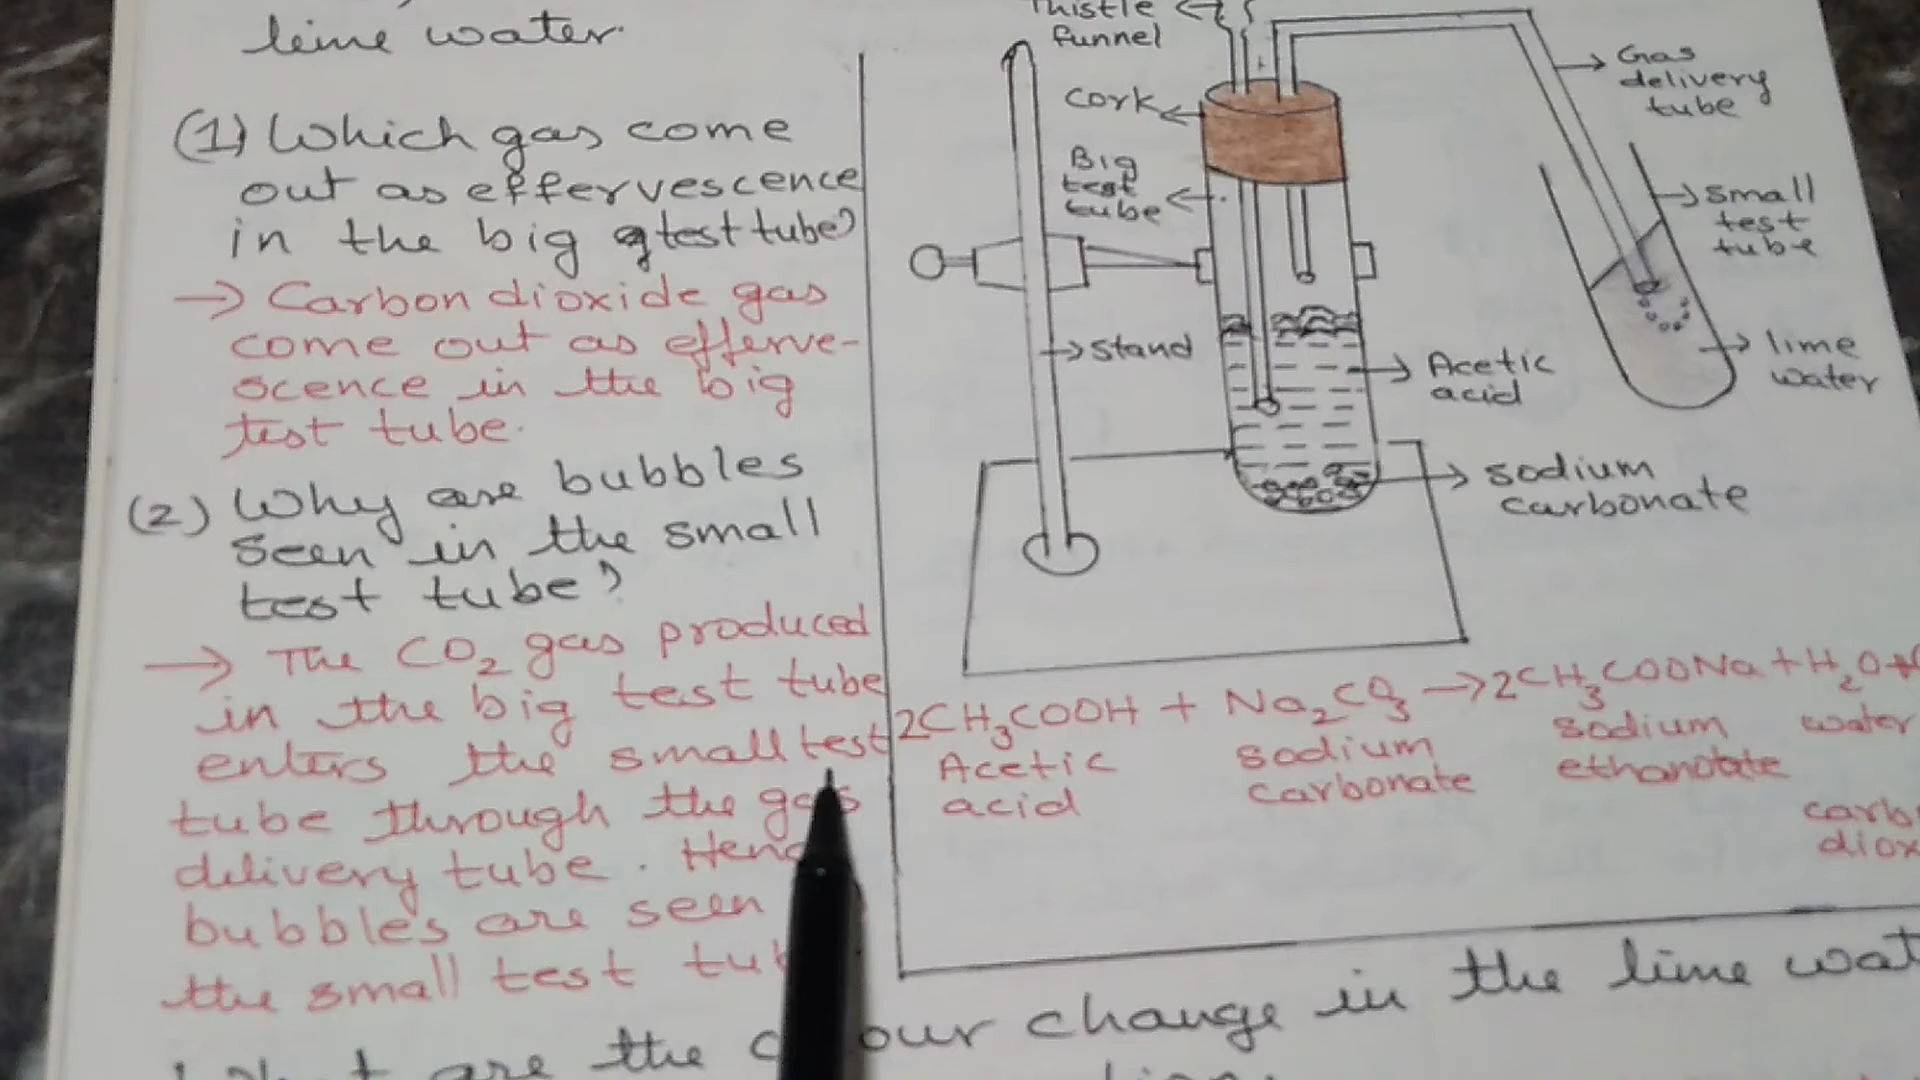 lime water.
(1) Which gas come
out as effervescence
in the big test tube?
→ Carbon dioxide gas
come out as efferve-
scence in the big
test tube.
(2) Why are bubbles
seen in the small
test tube?
→ The CO₂ gas produced
in the big test tube
enters the small test
tube through the gas
delivery tube. Hence
bubbles are seen
the small test
Thistle
funnel
cork
Big
test
tube
stand
Gas
delivery
tube
small
test
tube
lime
water
Acetic
acid
sodium
carbonate
2CH₃COOH + Na₂CO₃ → 2CH₃COONa + H₂O +
Acetic
acid
sodium
carbonate
sodium
ethanotate
water
the colour change in the lime
are